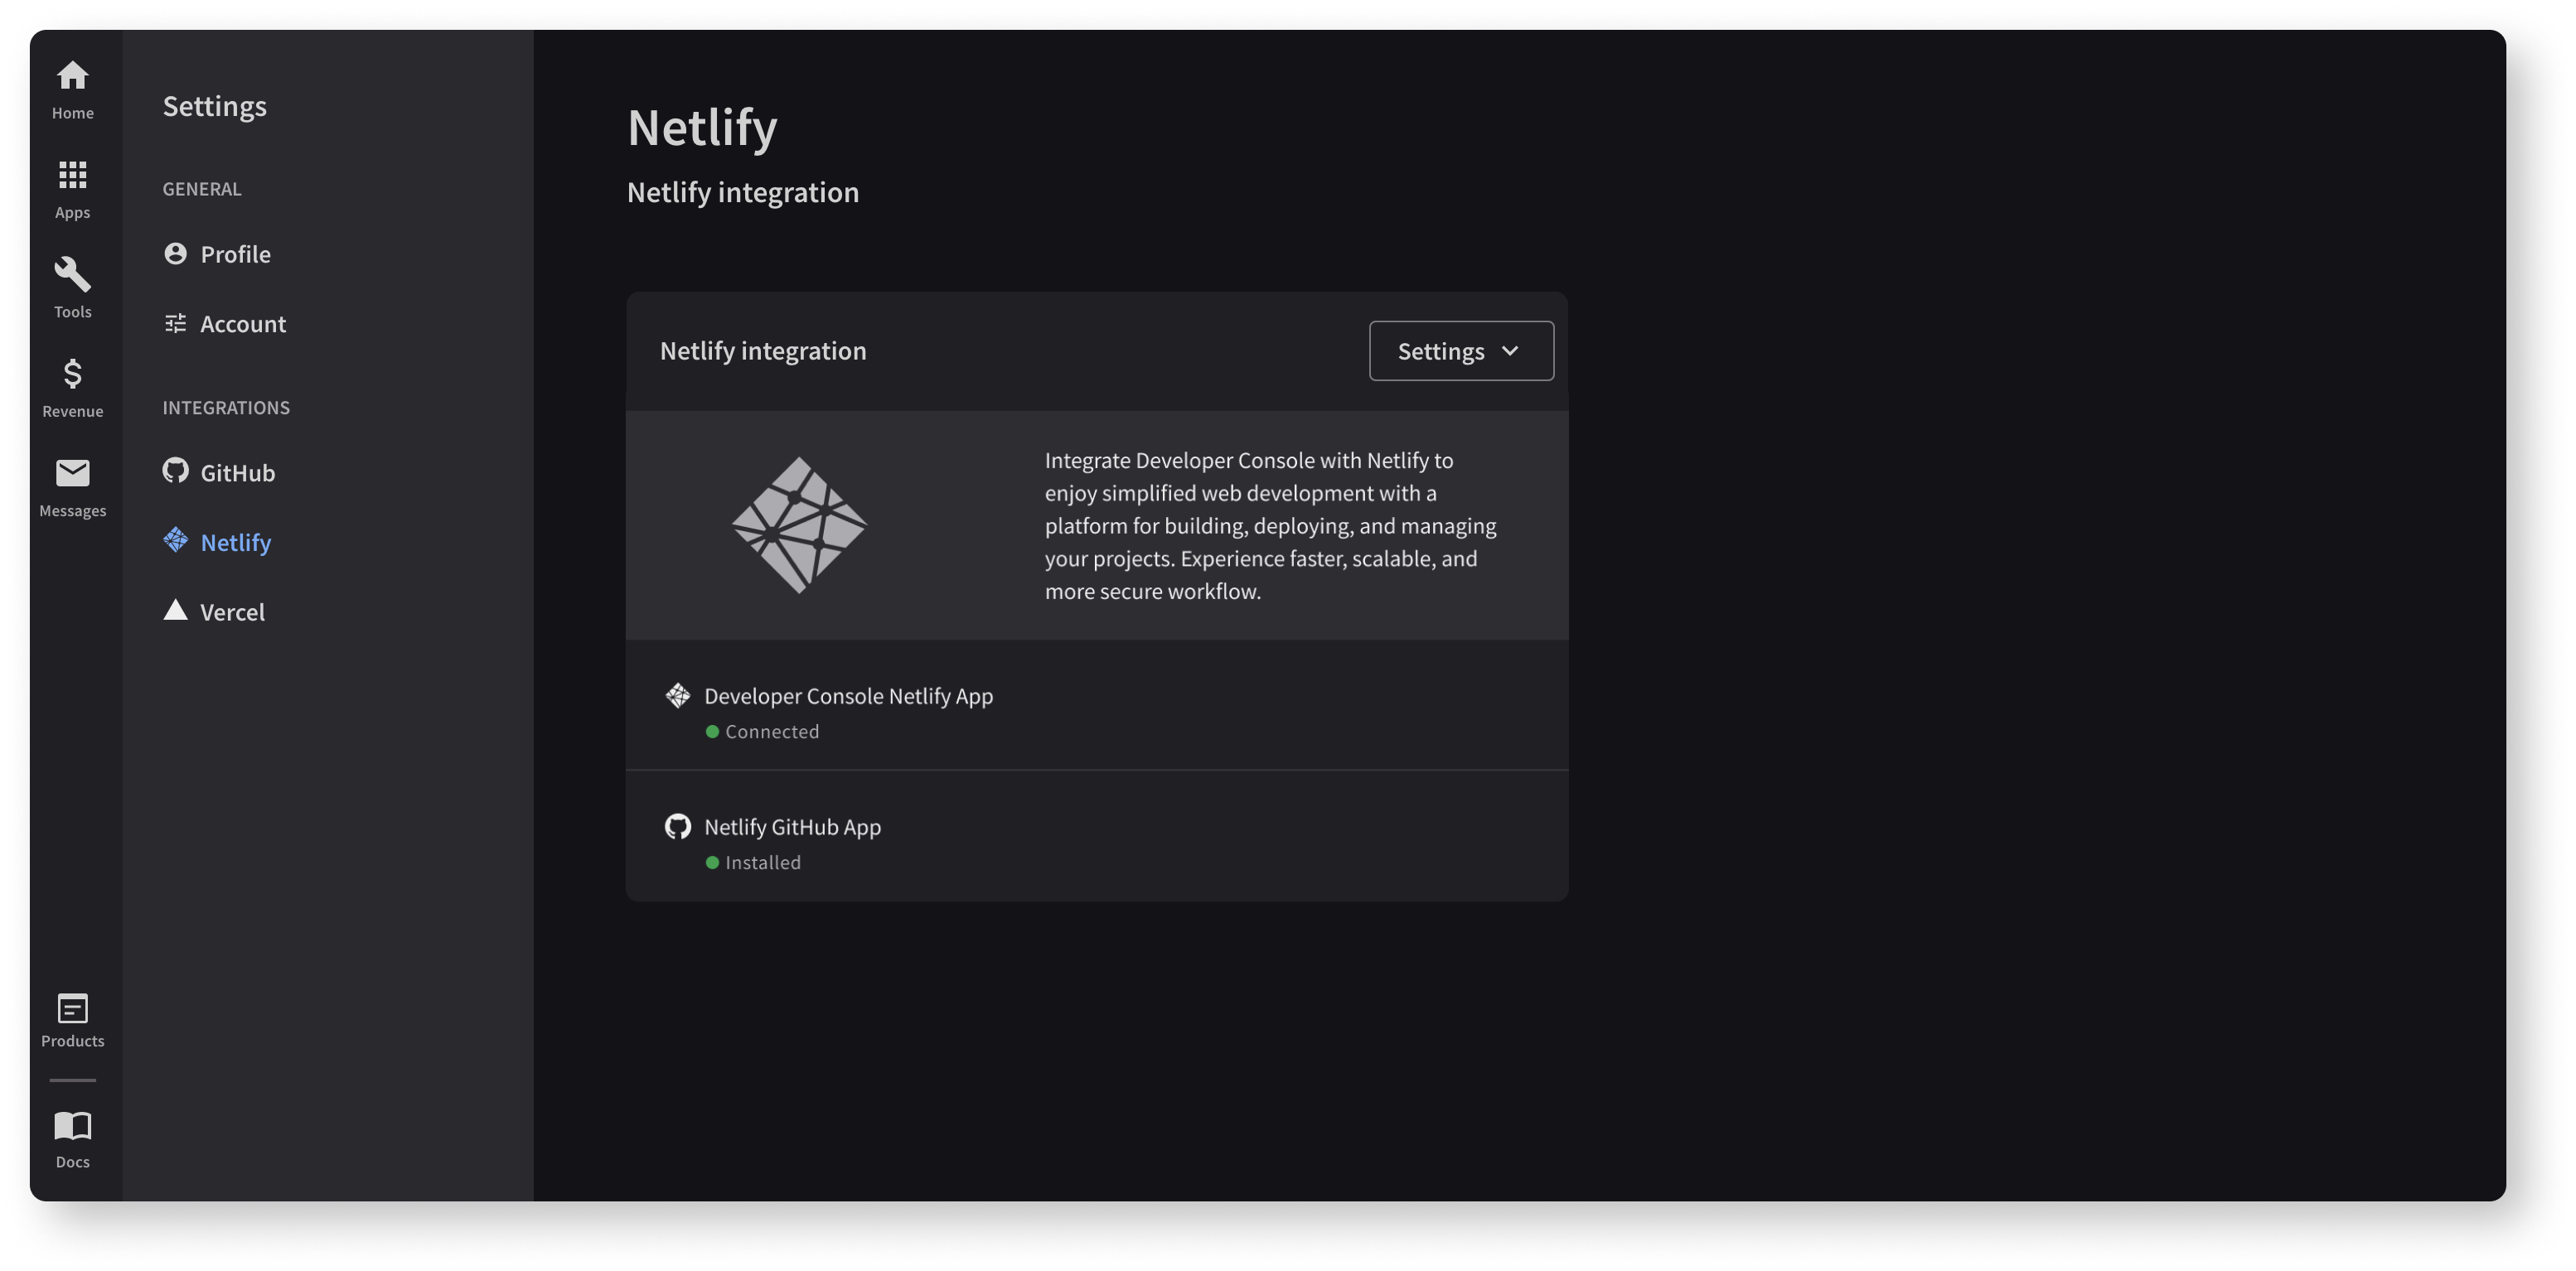 Home
Apps
Tools
Revenue
Messages
Products
Docs
Settings
GENERAL
Profile
Account
INTEGRATIONS
GitHub
Netlify
Vercel
Netlify
Netlify integration
Netlify integration
Settings
Integrate Developer Console with Netlify to
enjoy simplified web development with a
platform for building, deploying, and managing
your projects. Experience faster, scalable, and
more secure workflow.
Developer Console Netlify App
Connected
Netlify GitHub App
Installed